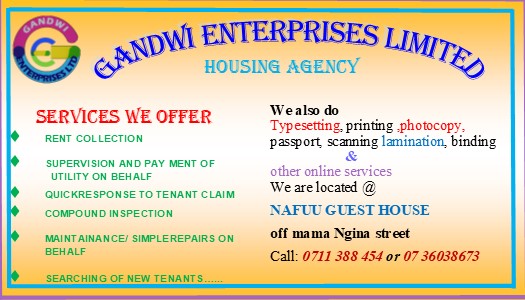 GANDWI
ENTERPRISES LTD
GANDWI ENTERPRISES LIMITED
HOUSING AGENCY
SERVICES WE OFFER
RENT COLLECTION
SUPERVISION AND PAY MENT OF
UTILITY ON BEHALF
QUICKRESPONSE TO TENANT CLAIM
COMPOUND INSPECTION
MAINTAINANCE/ SIMPLEREPAIRS ON
BEHALF
SEARCHING OF NEW TENANTS……
We also do
Typesetting, printing ,photocopy,
passport, scanning lamination, binding
&
other online services
We are located @
NAFUU GUEST HOUSE
off mama Ngina street
Call: 0711 388 454 or 07 36038673